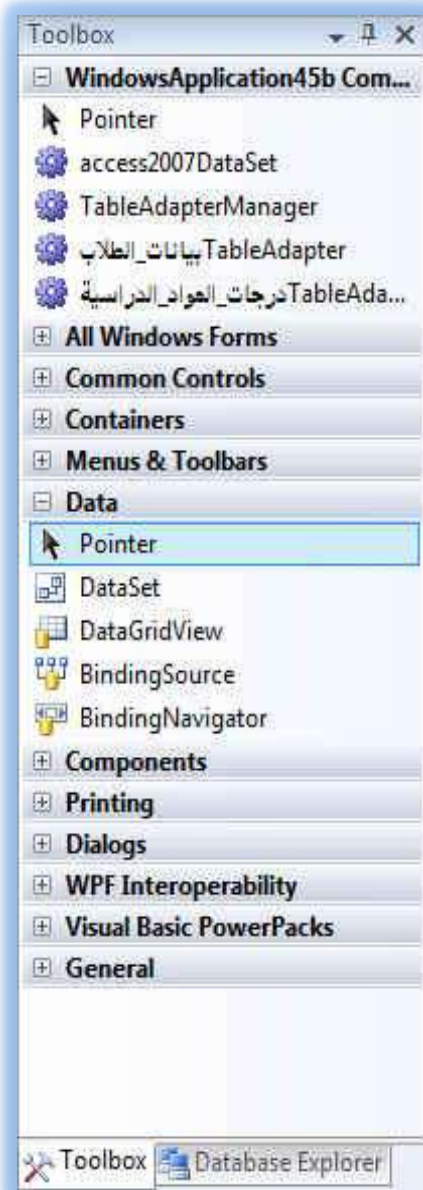 Toolbox
WindowsApplication45b Com...
Pointer
access2007DataSet
TableAdapterManager
بيانات_الطلابTableAdapter
درجات_المواد_الدراسيةTableAda...
All Windows Forms
Common Controls
Containers
Menus & Toolbars
Data
Pointer
DataSet
DataGridView
BindingSource
BindingNavigator
Components
Printing
Dialogs
WPF Interoperability
Visual Basic PowerPacks
General
Toolbox Database Explorer